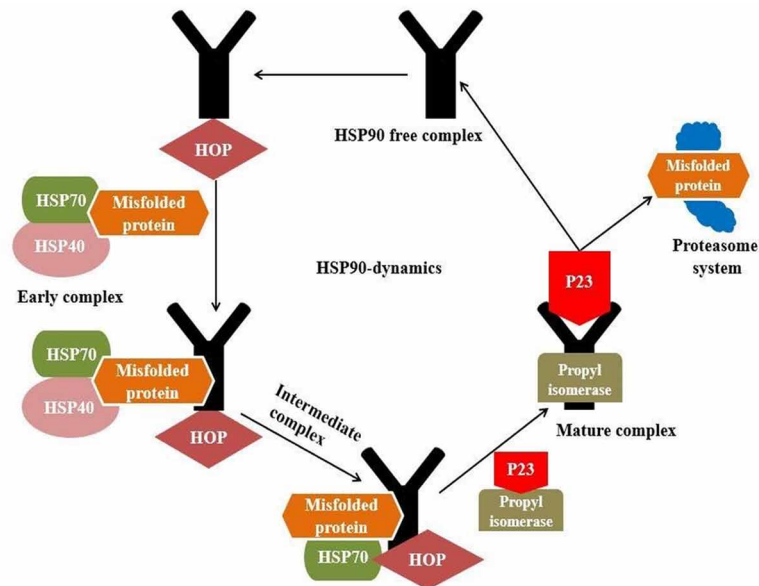 HSP90 free complex
HOP
HSP70
HSP40
Misfolded
protein
Early complex
HSP90-dynamics
Misfolded
protein
Proteasome
system
P23
Propyl
isomerase
Mature complex
HSP70
HSP40
Misfolded
protein
HOP
Intermediate
complex
P23
Propyl
isomerase
Misfolded
protein
HSP70
HOP